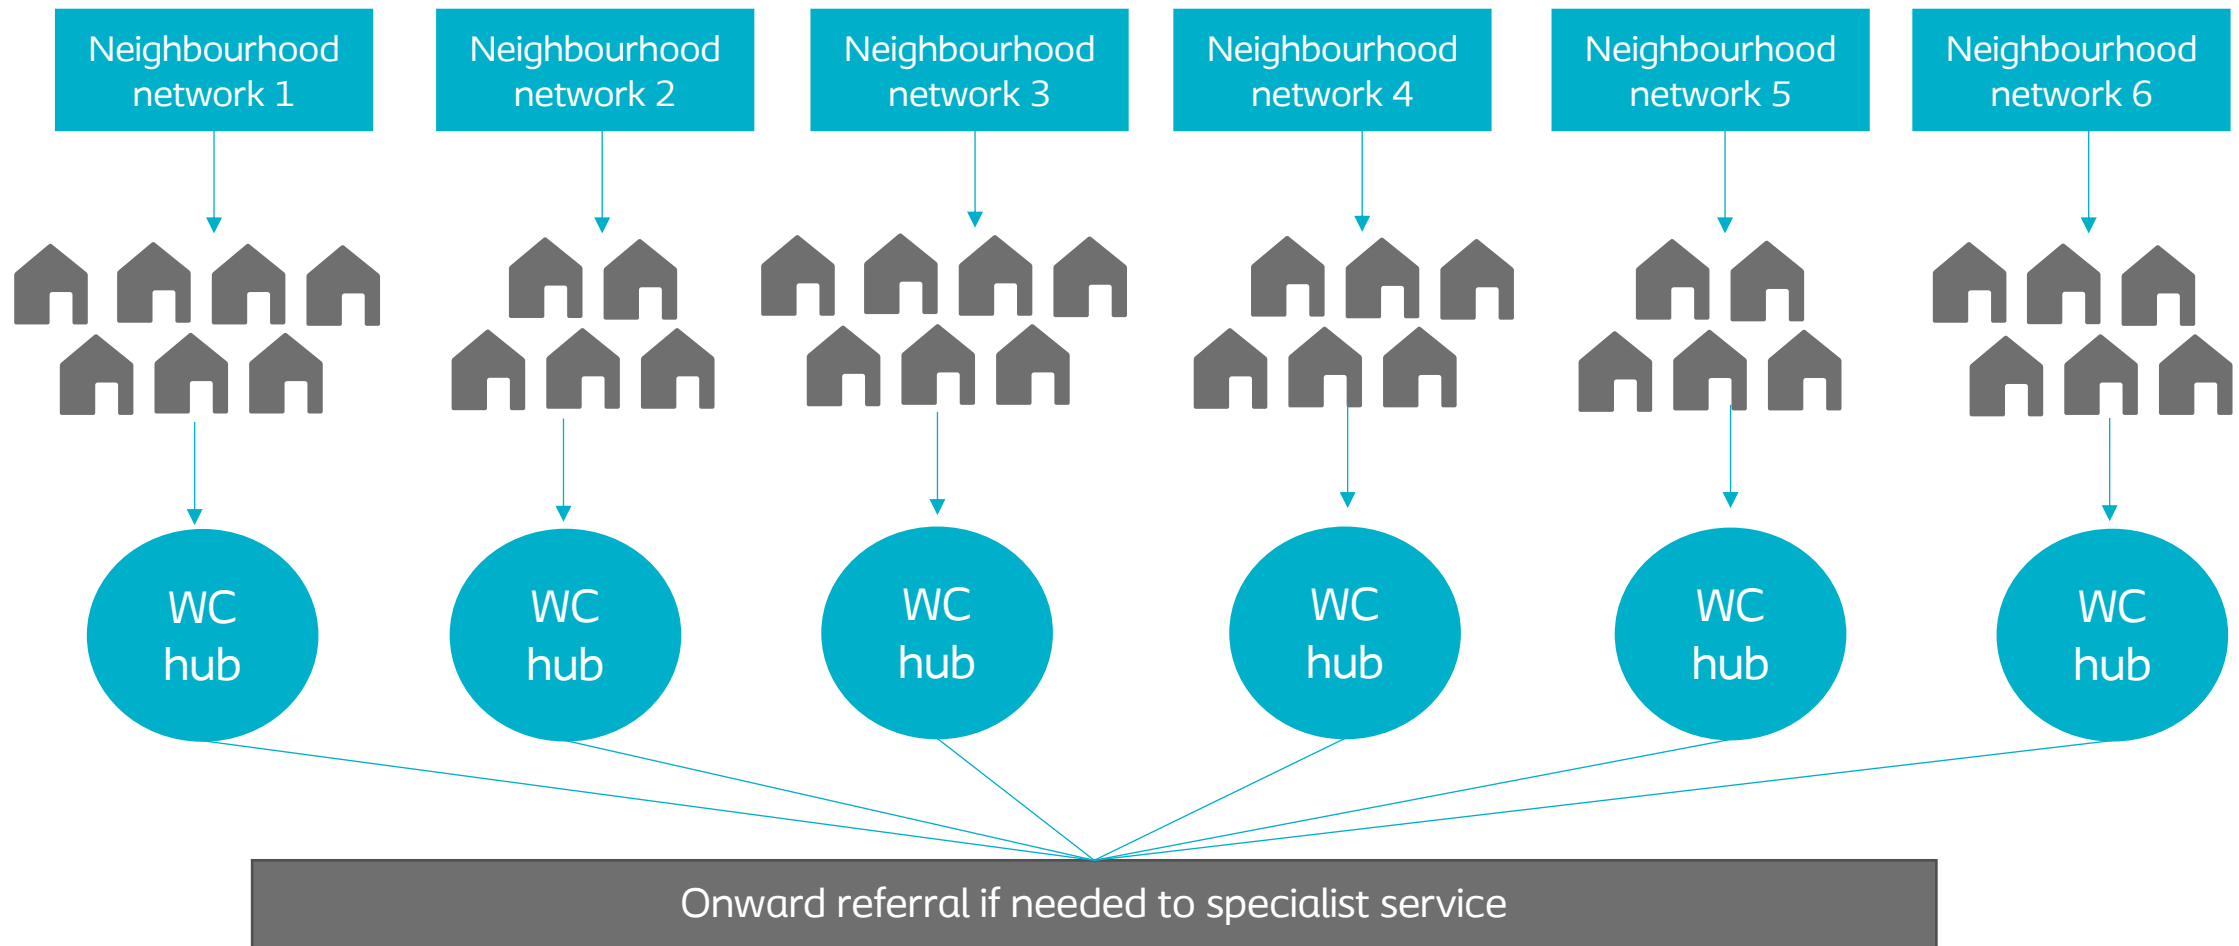 Neighbourhood
network 1
Neighbourhood
network 2
Neighbourhood
network 3
Neighbourhood
network 4
Neighbourhood
network 5
Neighbourhood
network 6
WC
hub
WC
hub
WC
hub
WC
hub
WC
hub
WC
hub
Onward referral if needed to specialist service